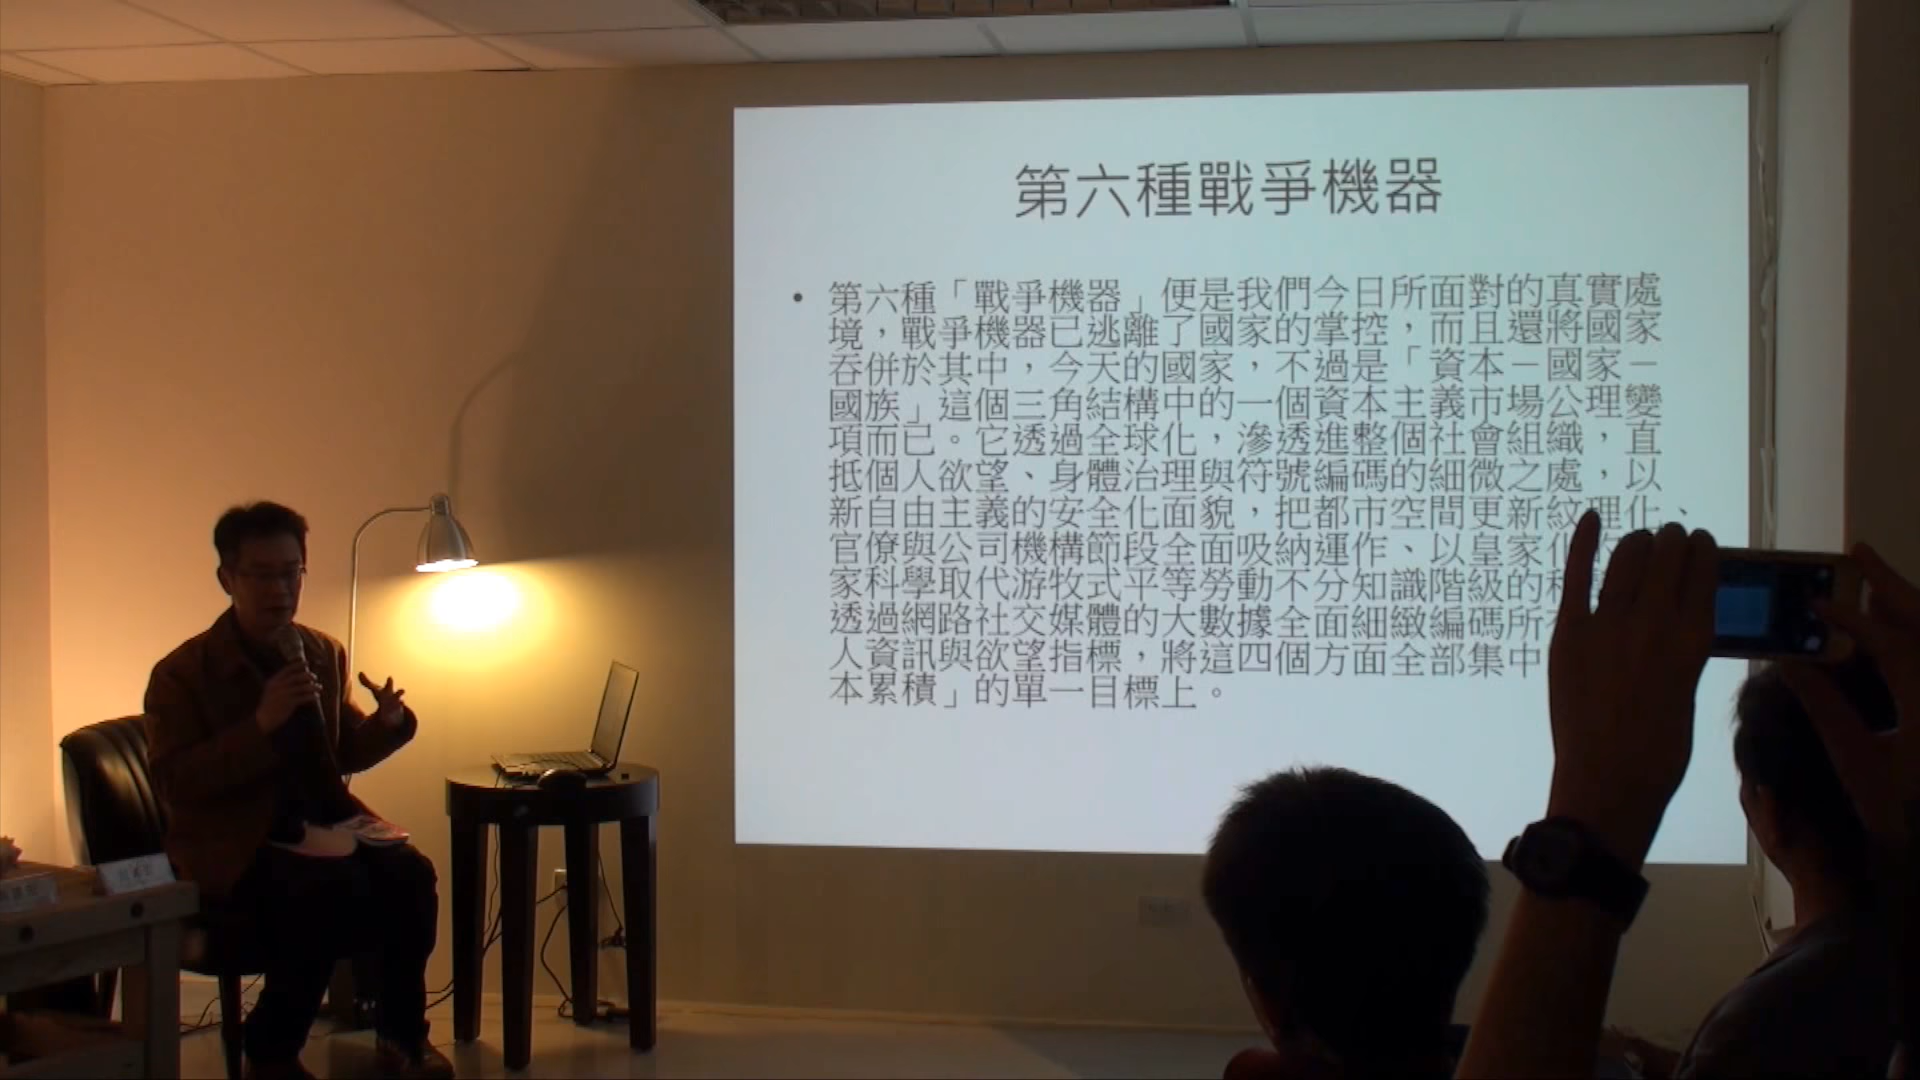 第六種戰爭機器
• 第六種「戰爭機器」便是我們今日所面對的真實處
境，戰爭機器已逃離了國家的掌控，而且還將國家
吞併於其中，今天的國家，不過是「資本－國家－
國族」這個三角結構中的一個資本主義市場公理變
項而已。它透過全球化，滲透進整個社會組織，直
抵個人欲望、身體治理與符號編碼的細微之處，以
新自由主義的安全化面貌，把都市空間更新紋理化、
官僚與公司機構節段全面吸納運作、以皇家化
家科學取代游牧式平等勞動不分知識階級的
透過網路社交媒體的大數據全面細緻編碼所
人資訊與欲望指標，將這四個方面全部集中
本累積」的單一目標上。